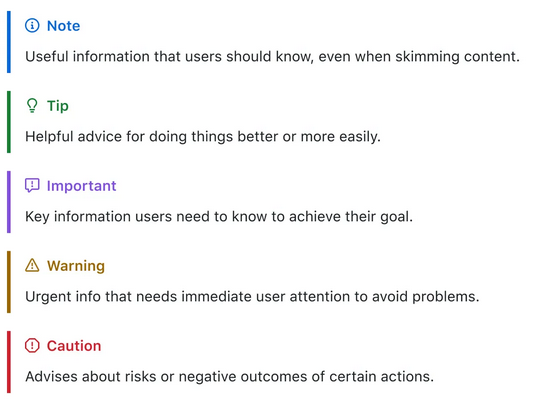 Note
Useful information that users should know, even when skimming content.
Tip
Helpful advice for doing things better or more easily.
Important
Key information users need to know to achieve their goal.
Warning
Urgent info that needs immediate user attention to avoid problems.
Caution
Advises about risks or negative outcomes of certain actions.